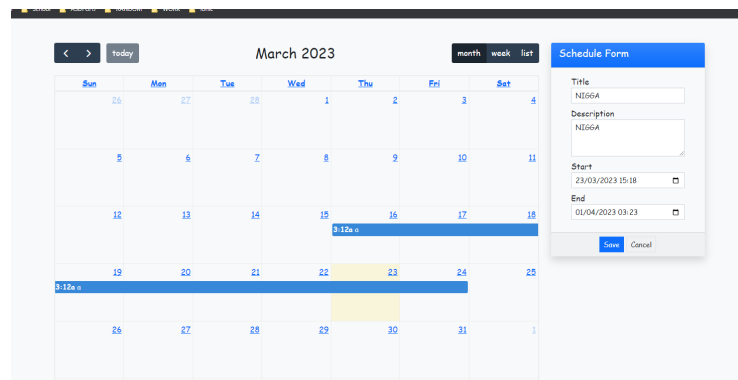 today
March 2023
month week list
Sun Mon Tue Wed Thu Fri Sat
26 27 28 1 2 3 4
5 6 7 8 9 10 11
12 13 14 15 16 17 18
3:12a a
19 20 21 22 23 24 25
3:12a a
26 27 28 29 30 31 1
Schedule Form
Title
NIGGA
Description
NIGGA
Start
23/03/2023 15:18
End
01/04/2023 03:23
Save Cancel